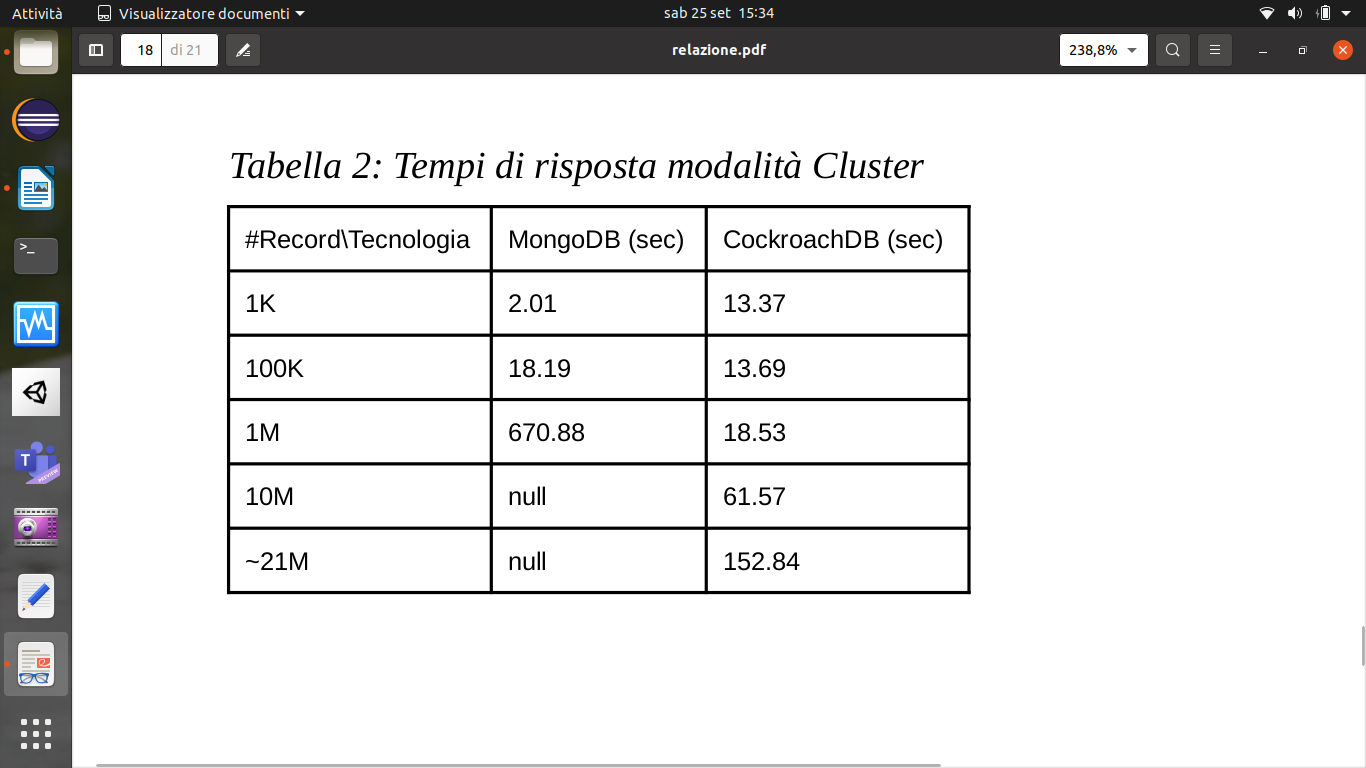 Attività Visualizzatore documenti sab 25 set 15:34
18 di 21 relazione.pdf 238,8%
Tabella 2: Tempi di risposta modalità Cluster
#Record\Tecnologia MongoDB (sec) CockroachDB (sec)
1K 2.01 13.37
100K 18.19 13.69
1M 670.88 18.53
10M null 61.57
~21M null 152.84
>_
T
PREVIEW